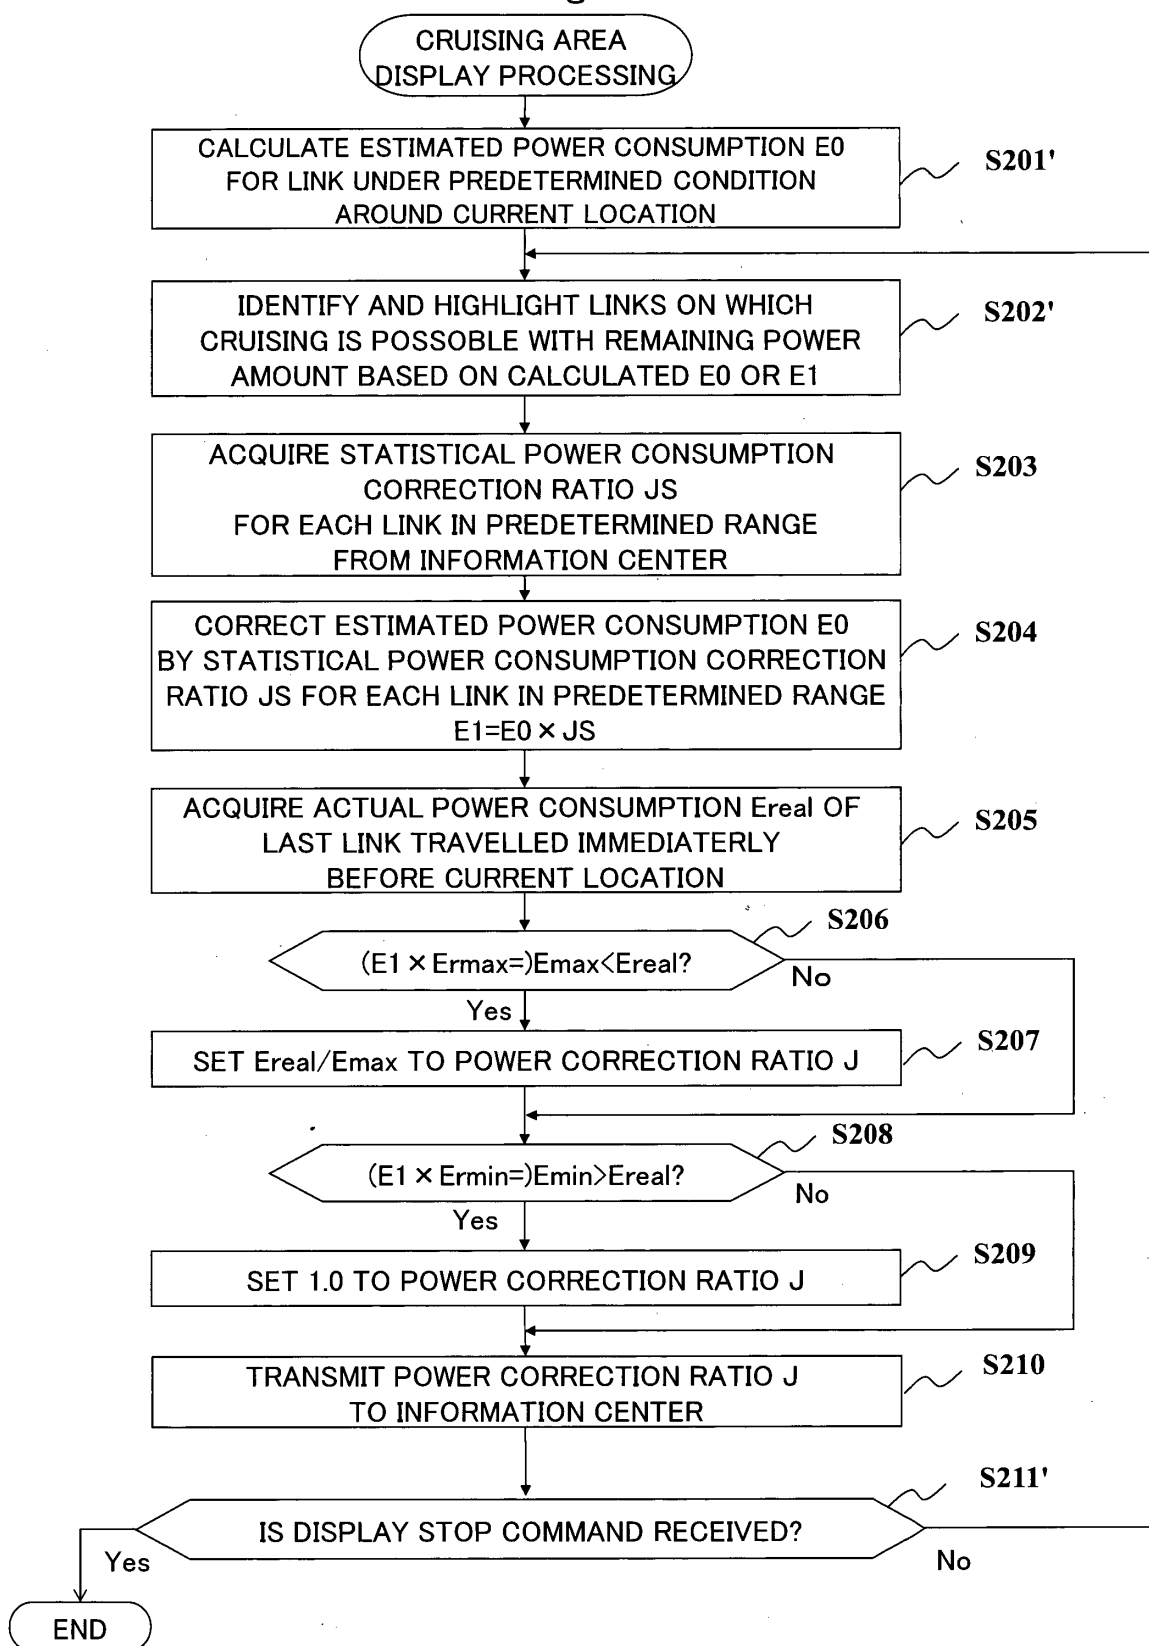 CRUISING AREA
DISPLAY PROCESSING
CALCULATE ESTIMATED POWER CONSUMPTION E0
FOR LINK UNDER PREDETERMINED CONDITION
AROUND CURRENT LOCATION
S201'
IDENTIFY AND HIGHLIGHT LINKS ON WHICH
CRUISING IS POSSOBLE WITH REMAINING POWER
AMOUNT BASED ON CALCULATED E0 OR E1
S202'
ACQUIRE STATISTICAL POWER CONSUMPTION
CORRECTION RATIO JS
FOR EACH LINK IN PREDETERMINED RANGE
FROM INFORMATION CENTER
S203
CORRECT ESTIMATED POWER CONSUMPTION E0
BY STATISTICAL POWER CONSUMPTION CORRECTION
RATIO JS FOR EACH LINK IN PREDETERMINED RANGE
E1=E0 × JS
S204
ACQUIRE ACTUAL POWER CONSUMPTION Ereal OF
LAST LINK TRAVELLED IMMEDIATERLY
BEFORE CURRENT LOCATION
S205
S206
(E1 × Ermax=)Emax<Ereal?
No
Yes
SET Ereal/Emax TO POWER CORRECTION RATIO J
S207
S208
(E1 × Ermin=)Emin>Ereal?
No
Yes
SET 1.0 TO POWER CORRECTION RATIO J
S209
TRANSMIT POWER CORRECTION RATIO J
TO INFORMATION CENTER
S210
S211'
IS DISPLAY STOP COMMAND RECEIVED?
Yes
No
END